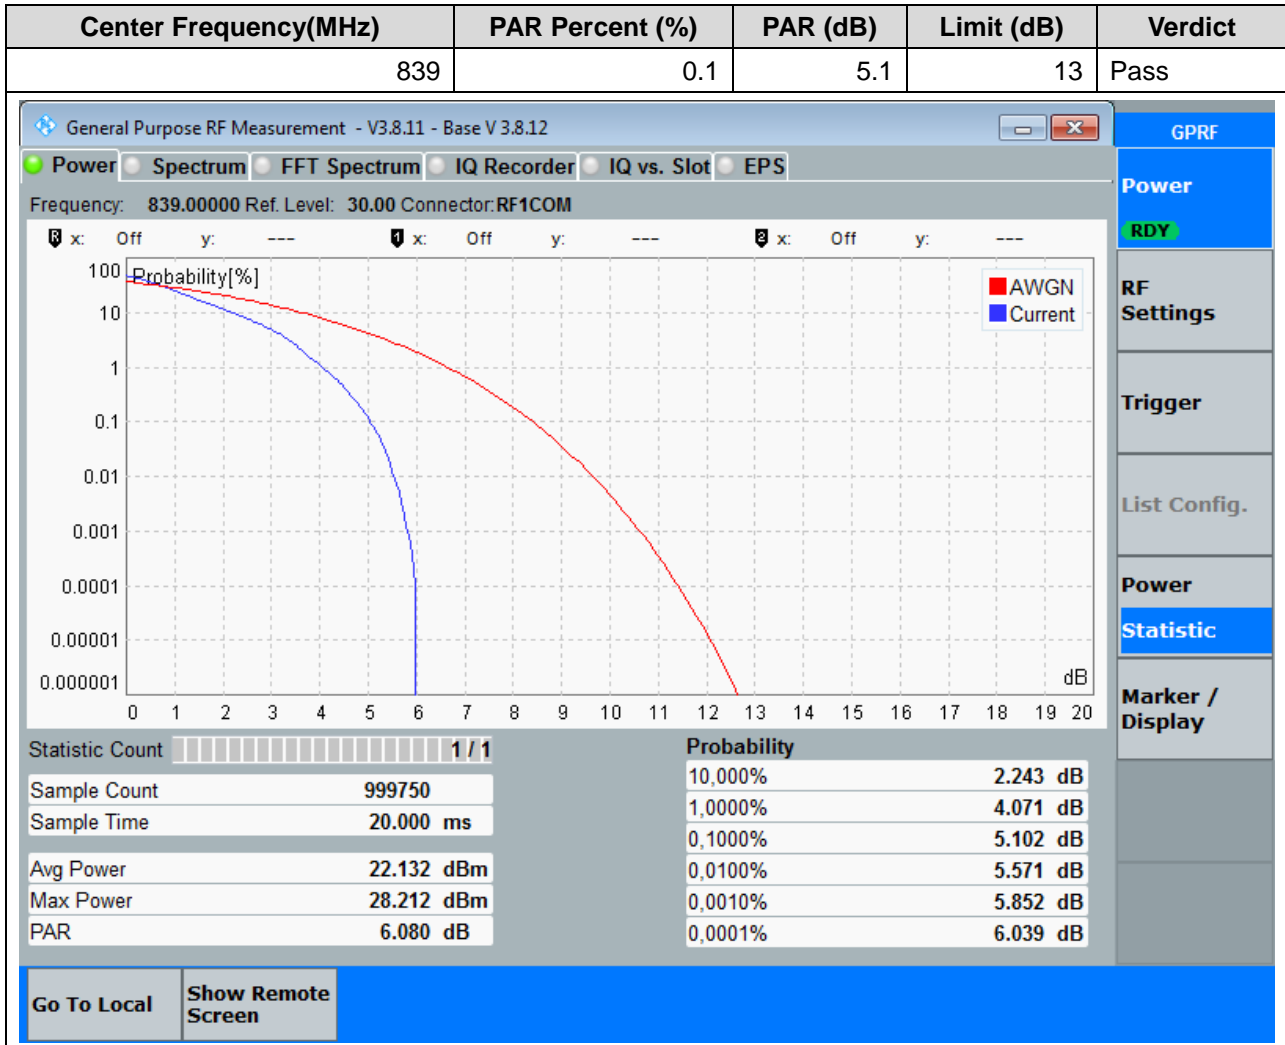 Center Frequency(MHz) PAR Percent (%) PAR (dB) Limit (dB) Verdict
839 0.1 5.1 13 Pass
General Purpose RF Measurement - V3.8.11 - Base V 3.8.12
GPRF
Power Spectrum FFT Spectrum IQ Recorder IQ vs. Slot EPS
Frequency: 839.00000 Ref. Level: 30.00 Connector:RF1COM
R x: Off y: --- 1 x: Off y: --- 2 x: Off y: ---
Probability[%]
AWGN
Current
100
10
1
0.1
0.01
0.001
0.0001
0.00001
0.000001
dB
0 1 2 3 4 5 6 7 8 9 10 11 12 13 14 15 16 17 18 19 20
Statistic Count 1 / 1
Sample Count 999750
Sample Time 20.000 ms
Avg Power 22.132 dBm
Max Power 28.212 dBm
PAR 6.080 dB
Probability
10,000% 2.243 dB
1,0000% 4.071 dB
0,1000% 5.102 dB
0,0100% 5.571 dB
0,0010% 5.852 dB
0,0001% 6.039 dB
Power
RDY
RF
Settings
Trigger
List Config.
Power
Statistic
Marker /
Display
Go To Local
Show Remote
Screen